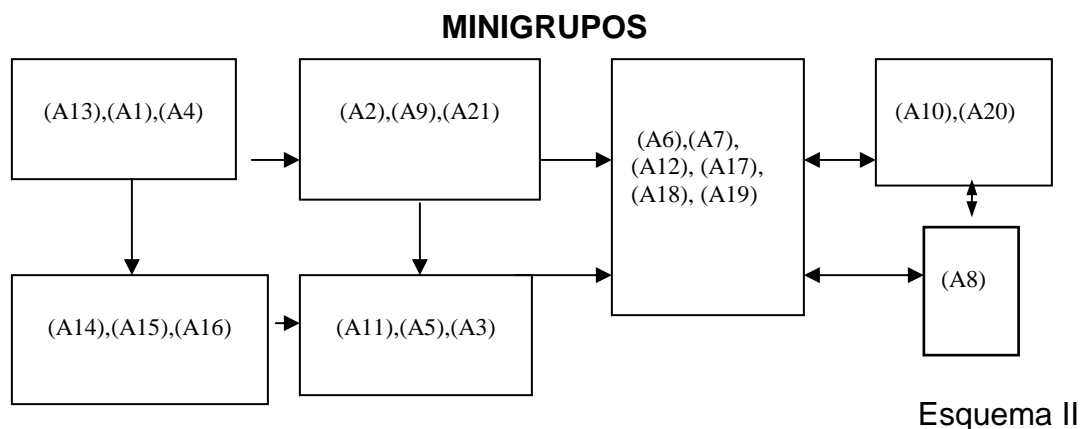 MINIGRUPOS
(A13),(A1),(A4)
(A2),(A9),(A21)
(A6),(A7),
(A12), (A17),
(A18), (A19)
(A10),(A20)
(A8)
(A14),(A15),(A16)
(A11),(A5),(A3)
Esquema II